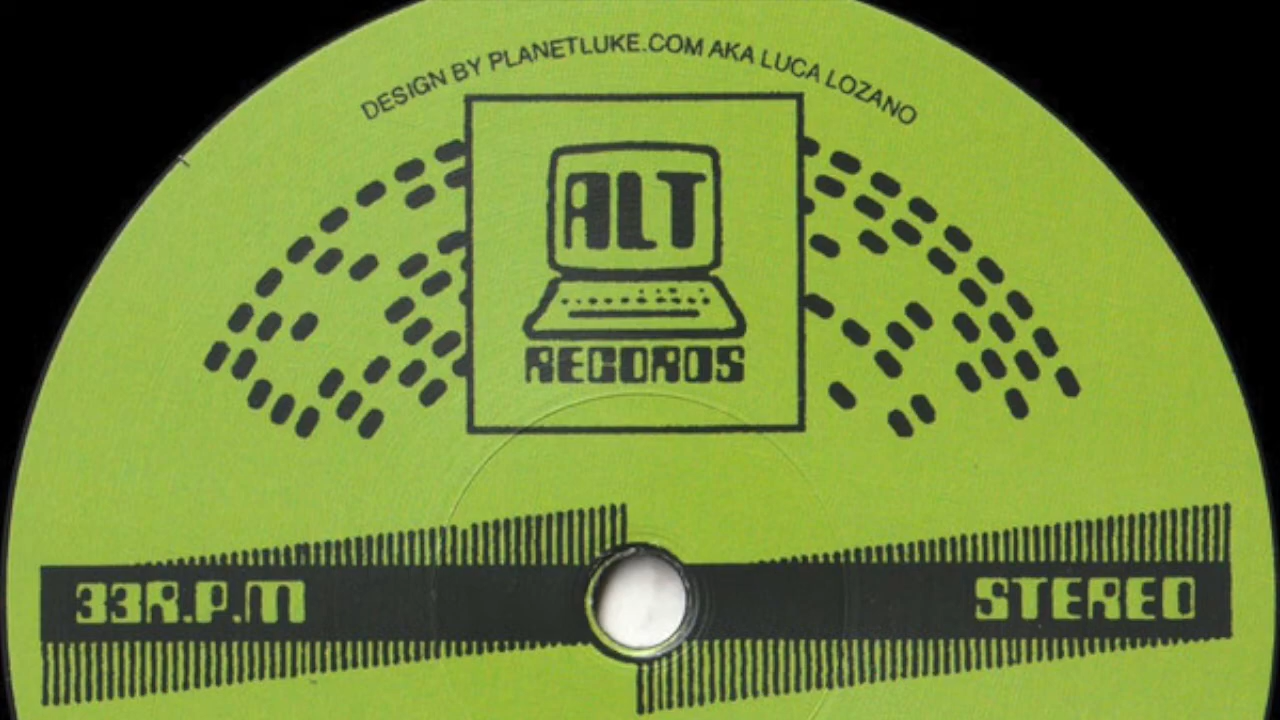 DESIGN BY PLANETLUKE.COM AKA LUCA LOZANO
ALT
RECORDS
33R.P.M
STEREO